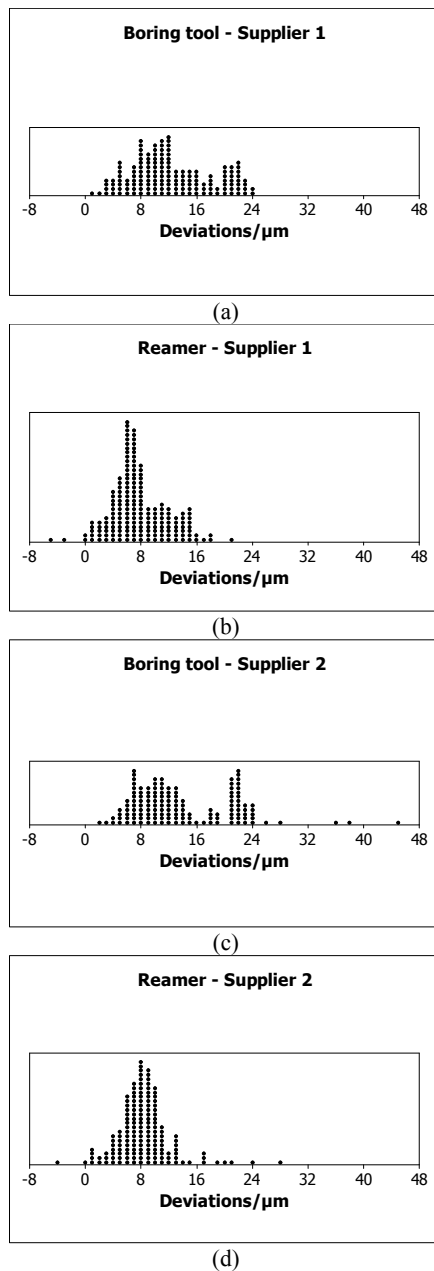 Boring tool - Supplier 1
-8 0 8 16 24 32 40 48
Deviations/µm
(a)
Reamer - Supplier 1
-8 0 8 16 24 32 40 48
Deviations/µm
(b)
Boring tool - Supplier 2
-8 0 8 16 24 32 40 48
Deviations/µm
(c)
Reamer - Supplier 2
-8 0 8 16 24 32 40 48
Deviations/µm
(d)